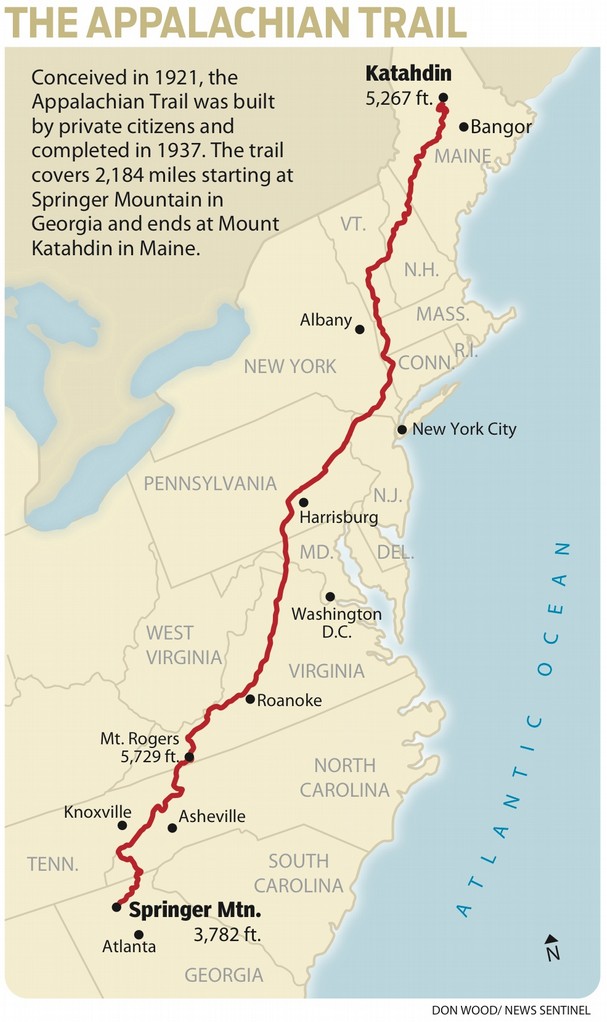 THE APPALACHIAN TRAIL
Conceived in 1921, the
Appalachian Trail was built
by private citizens and
completed in 1937. The trail
covers 2,184 miles starting at
Springer Mountain in
Georgia and ends at Mount
Katahdin in Maine.
Katahdin
5,267 ft.
Bangor
MAINE
VT.
N.H.
Albany
MASS.
NEW YORK
CONN.
R.I.
New York City
PENNSYLVANIA
N.J.
Harrisburg
MD.
DEL.
Washington
D.C.
WEST
VIRGINIA
VIRGINIA
Roanoke
ATLANTIC OCEAN
Mt. Rogers
5,729 ft.
NORTH
CAROLINA
Knoxville
Asheville
TENN.
SOUTH
CAROLINA
Springer Mtn.
3,782 ft.
Atlanta
GEORGIA
N
DON WOOD/ NEWS SENTINEL